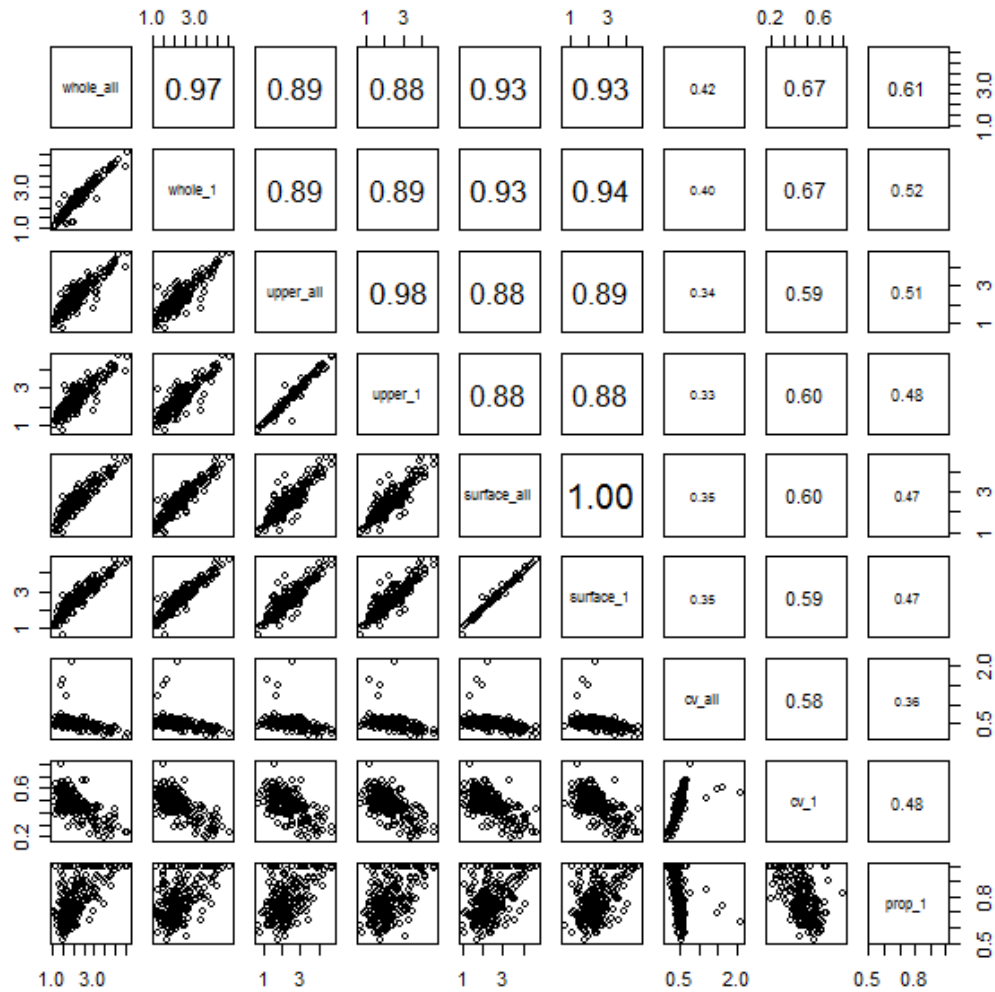 1 3 1 3 0.2 0.6
1.0 3.0
whole_all 0.97 0.89 0.88 0.93 0.93 0.42 0.67 0.61 1.0 3.0
1.0 3.0 whole_1 0.89 0.89 0.93 0.94 0.40 0.67 0.52
upper_all 0.98 0.88 0.89 0.34 0.59 0.51 1 3
1 3 upper_1 0.88 0.88 0.33 0.60 0.48
surface_all 1.00 0.35 0.60 0.47 1 3
1 3 surface_1 0.35 0.59 0.47
cv_all 0.58 0.36 0.5 2.0
0.2 0.6 cv_1 0.48
prop_1 0.5 0.8
1.0 3.0 1 3 1 3 0.5 2.0 0.5 0.8